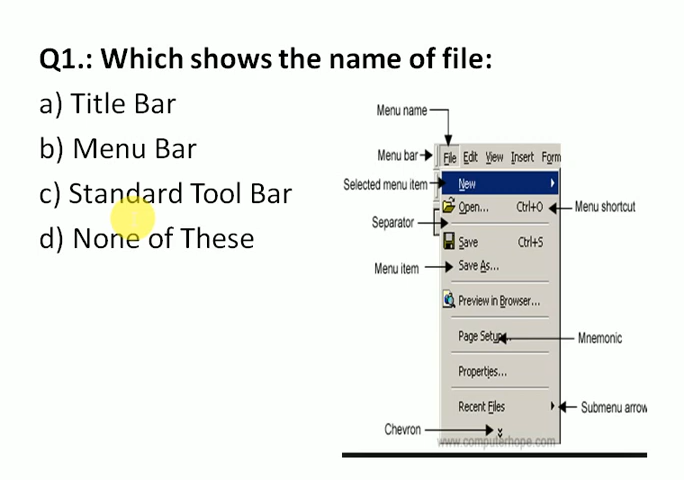 Q1.: Which shows the name of file:
a) Title Bar
b) Menu Bar
c) Standard Tool Bar
d) None of These
Menu name
Menu bar
File Edit View Insert Form
Selected menu item
New
Open... Ctrl+O
Menu shortcut
Separator
Save Ctrl+S
Menu item
Save As...
Preview in Browser...
Page Setup...
Mnemonic
Properties...
Recent Files
Submenu arrow
Chevron
www.computerhope.com